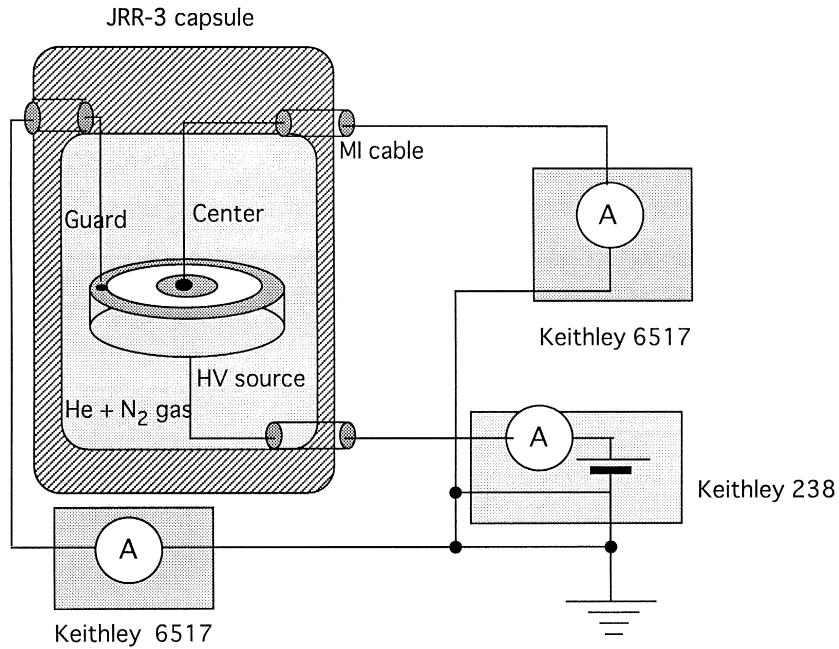 JRR-3 capsule
MI cable
Guard
Center
A
Keithley 6517
HV source
He + N2 gas
A
Keithley 238
A
Keithley 6517